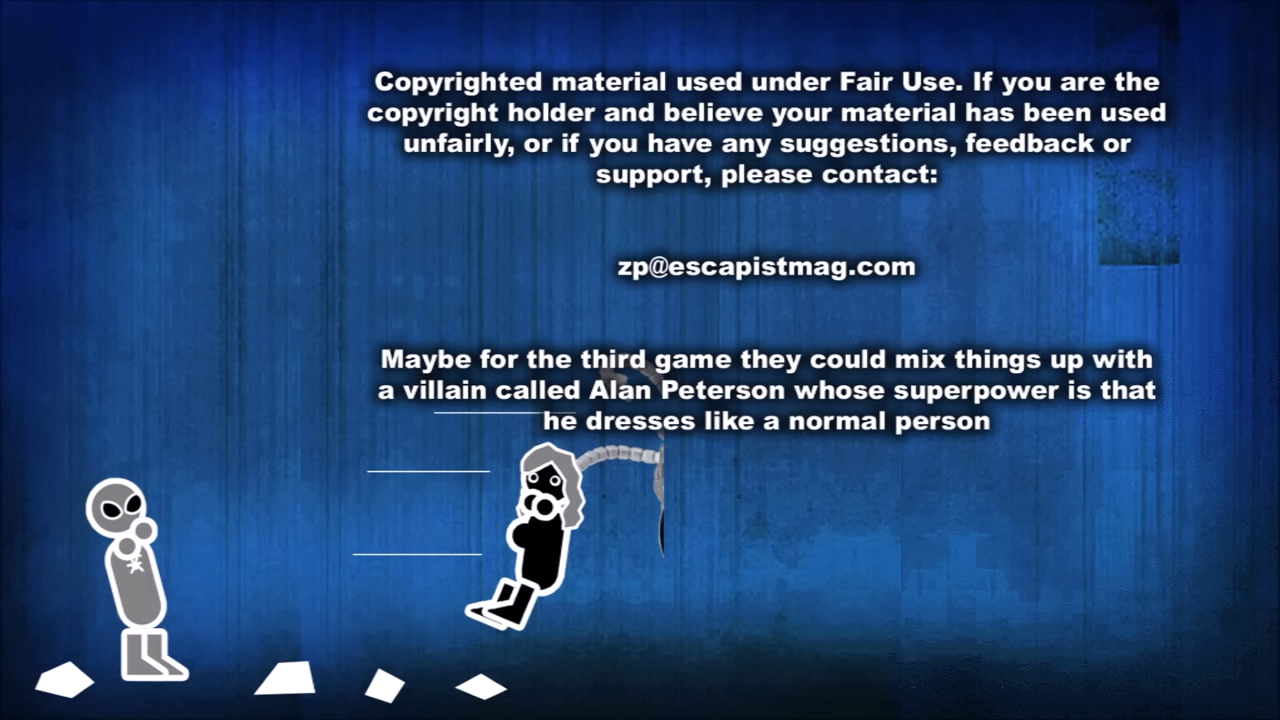 Copyrighted material used under Fair Use. If you are the
copyright holder and believe your material has been used
unfairly, or if you have any suggestions, feedback or
support, please contact:
zp@escapistmag.com
Maybe for the third game they could mix things up with
a villain called Alan Peterson whose superpower is that
he dresses like a normal person